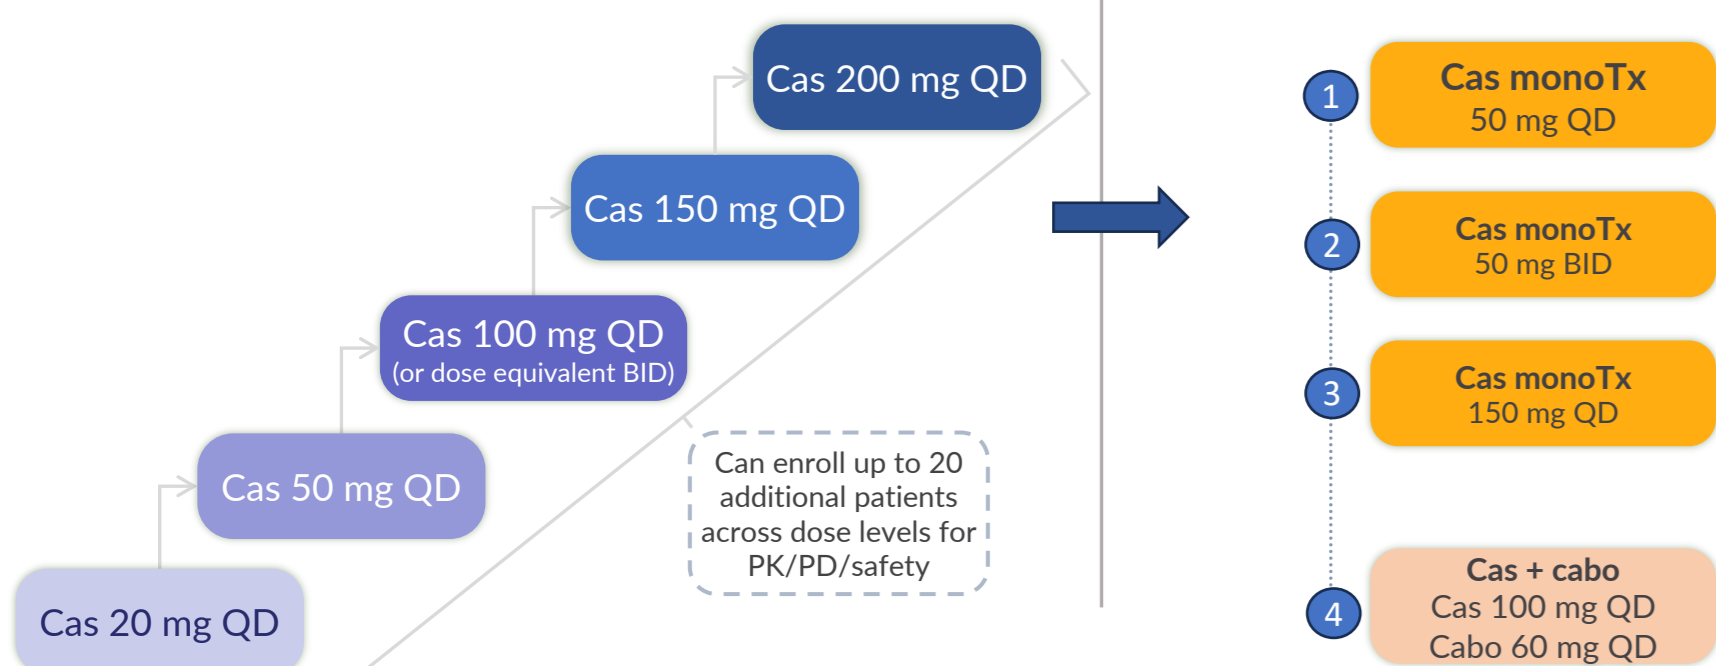 Cas 200 mg QD
Cas 150 mg QD
Cas 100 mg QD
(or dose equivalent BID)
Cas 50 mg QD
Cas 20 mg QD
Can enroll up to 20
additional patients
across dose levels for
PK/PD/safety
1
Cas monoTx
50 mg QD
2
Cas monoTx
50 mg BID
3
Cas monoTx
150 mg QD
4
Cas + cabo
Cas 100 mg QD
Cabo 60 mg QD